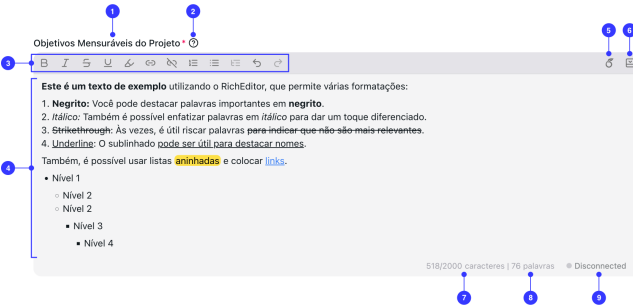 1 2
5 6
Objetivos Mensuráveis do Projeto * ?
3 B I S U
Este é um texto de exemplo utilizando o RichEditor, que permite várias formatações:
1. Negrito: Você pode destacar palavras importantes em negrito.
2. Itálico: Também é possível enfatizar palavras em itálico para dar um toque diferenciado.
3. Strikethrough: Às vezes, é útil riscar palavras para indicar que não são mais relevantes.
4. Underline: O sublinhado pode ser útil para destacar nomes.
Também, é possível usar listas aninhadas e colocar links.
4
▪ Nível 1
○ Nível 2
○ Nível 2
▪ Nível 3
▪ Nível 4
518/2000 caracteres | 76 palavras Disconnected
7 8 9